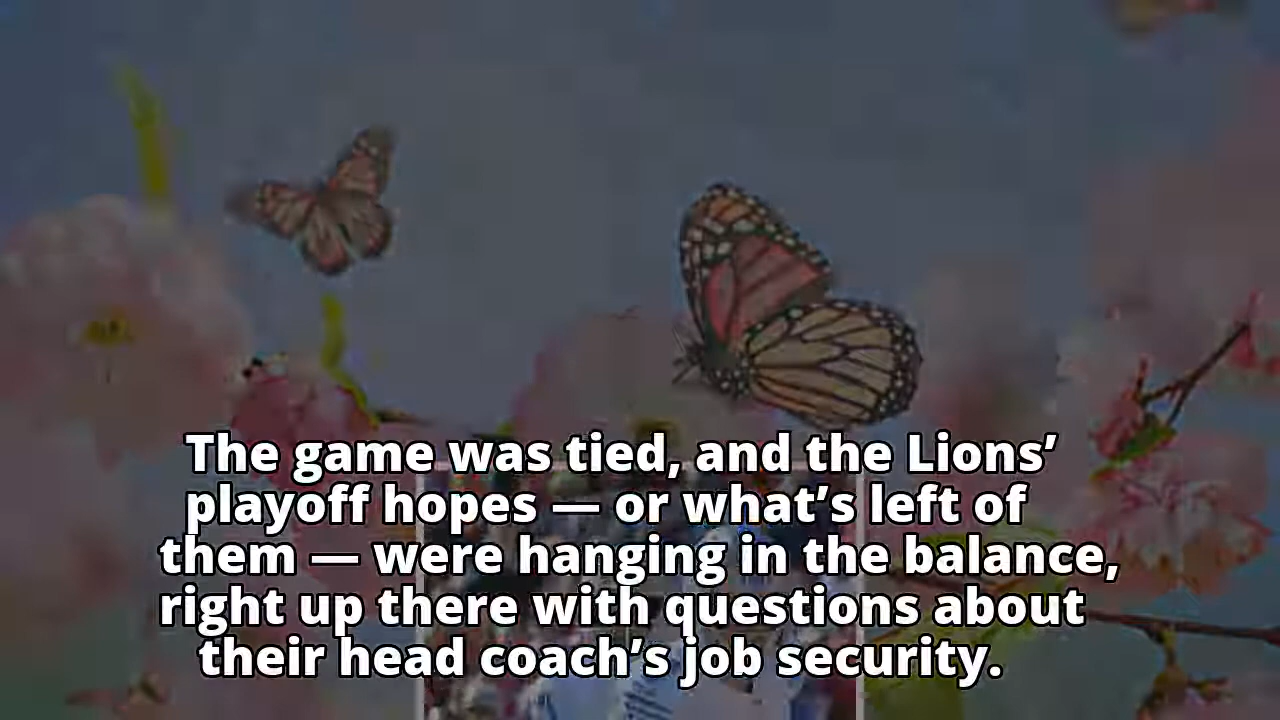 The game was tied, and the Lions’
playoff hopes — or what’s left of
them — were hanging in the balance,
right up there with questions about
their head coach’s job security.